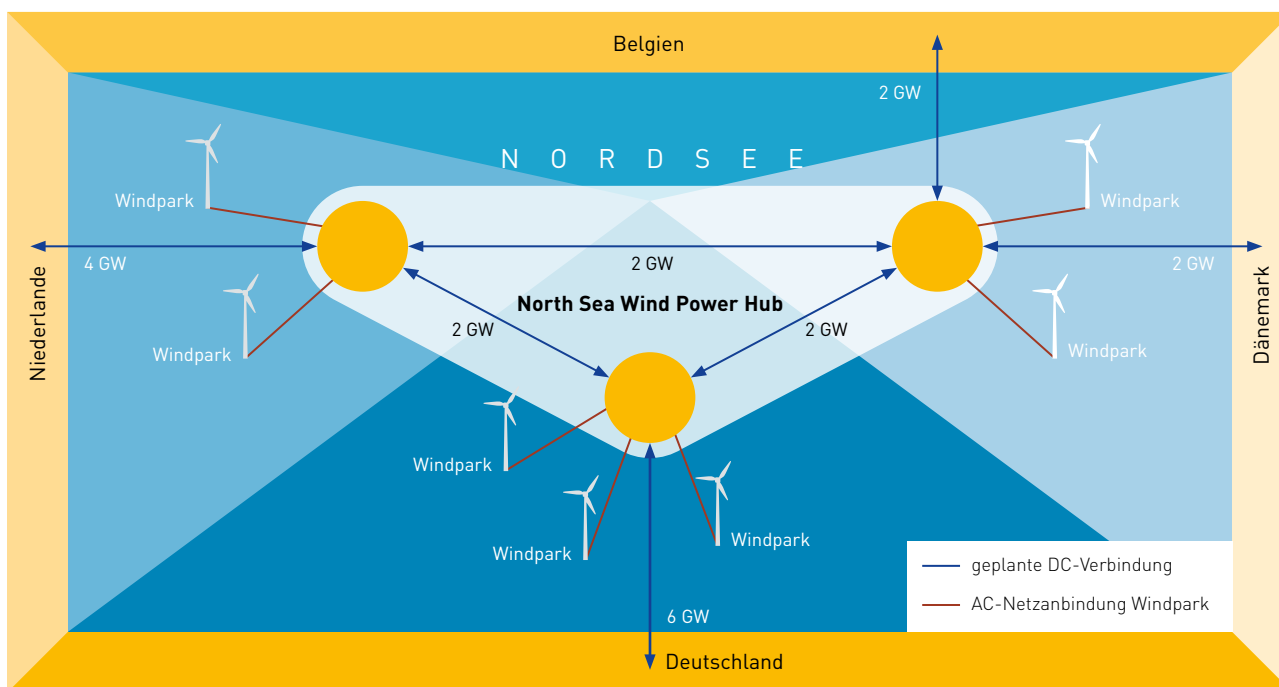 Belgien
2 GW
N O R D S E E
Windpark
Windpark
4 GW
2 GW
2 GW
Niederlande
Dänemark
North Sea Wind Power Hub
2 GW
2 GW
Windpark
Windpark
Windpark
Windpark
Windpark
6 GW
Deutschland
geplante DC-Verbindung
AC-Netzanbindung Windpark